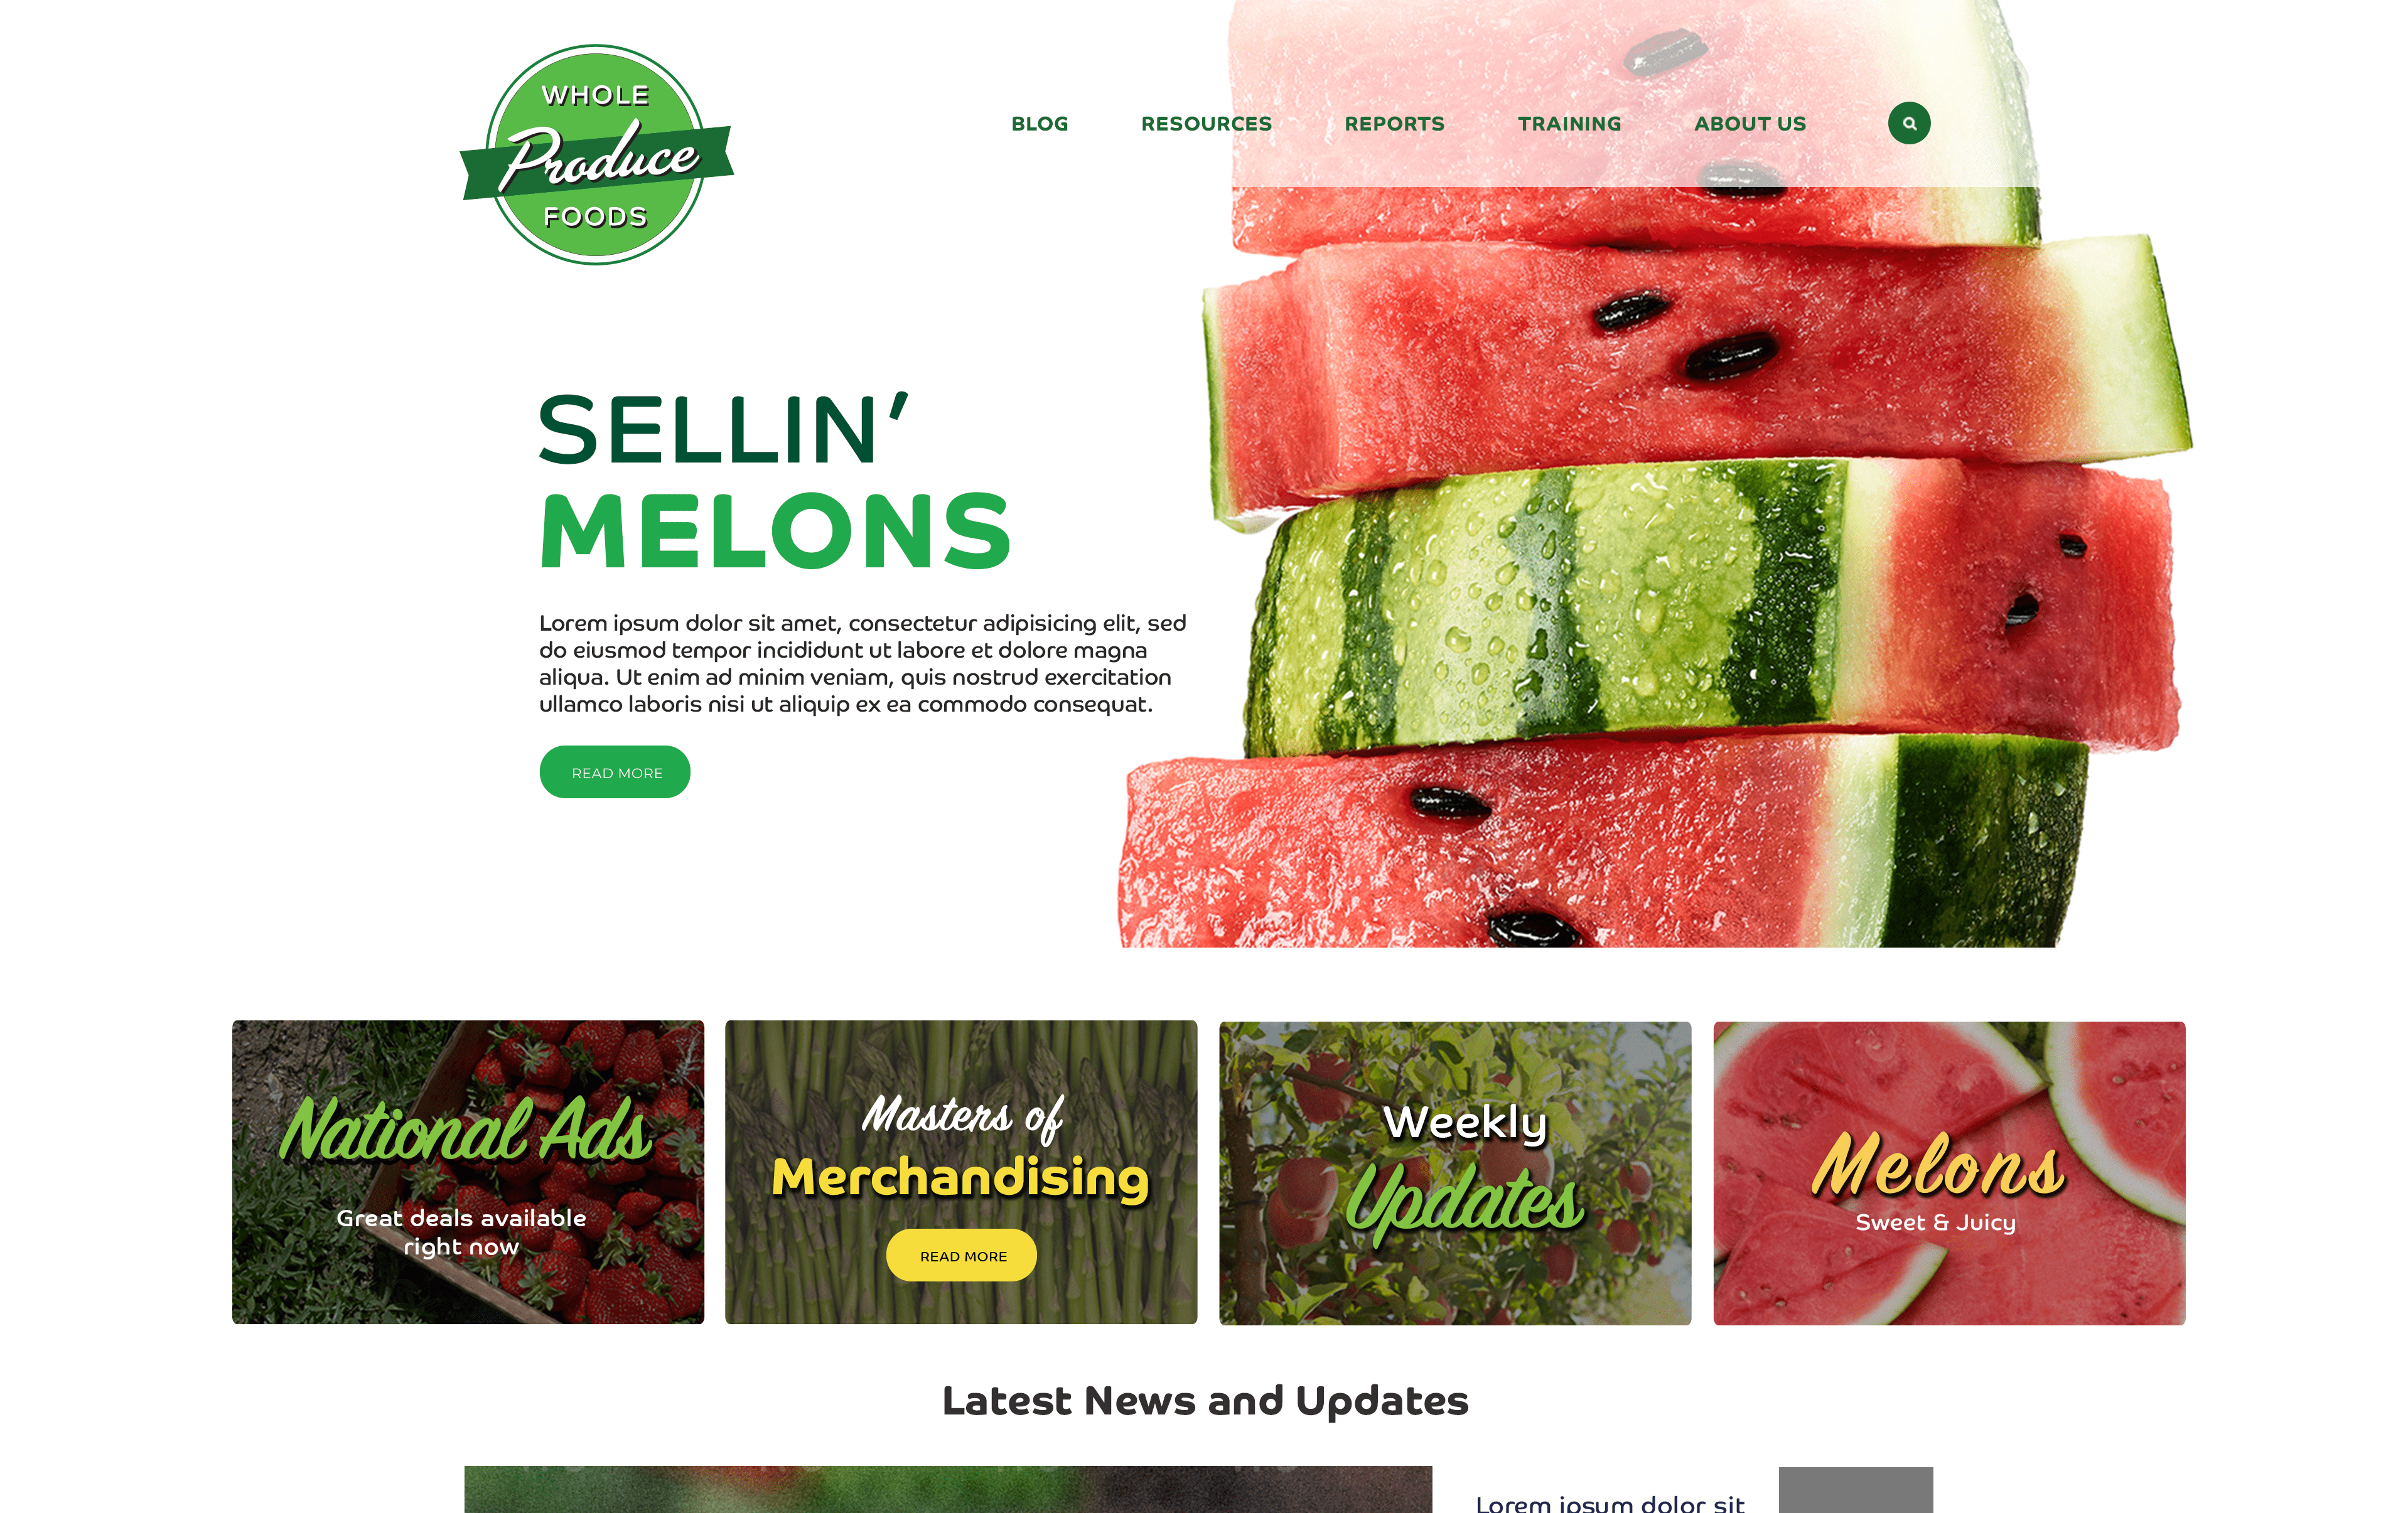 WHOLE
Produce
FOODS
BLOG RESOURCES REPORTS TRAINING ABOUT US
SELLIN’
MELONS
Lorem ipsum dolor sit amet, consectetur adipisicing elit, sed
do eiusmod tempor incididunt ut labore et dolore magna
aliqua. Ut enim ad minim veniam, quis nostrud exercitation
ullamco laboris nisi ut aliquip ex ea commodo consequat.
READ MORE
National Ads
Great deals available
right now
Masters of
Merchandising
READ MORE
Weekly
Updates
Melons
Sweet & Juicy
Latest News and Updates
Lorem ipsum dolor sit